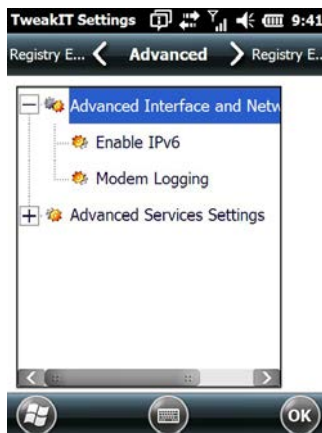 TweakIT Settings 9:41
Registry E... Advanced Registry E..
Advanced Interface and Netw
Enable IPv6
Modem Logging
Advanced Services Settings
OK